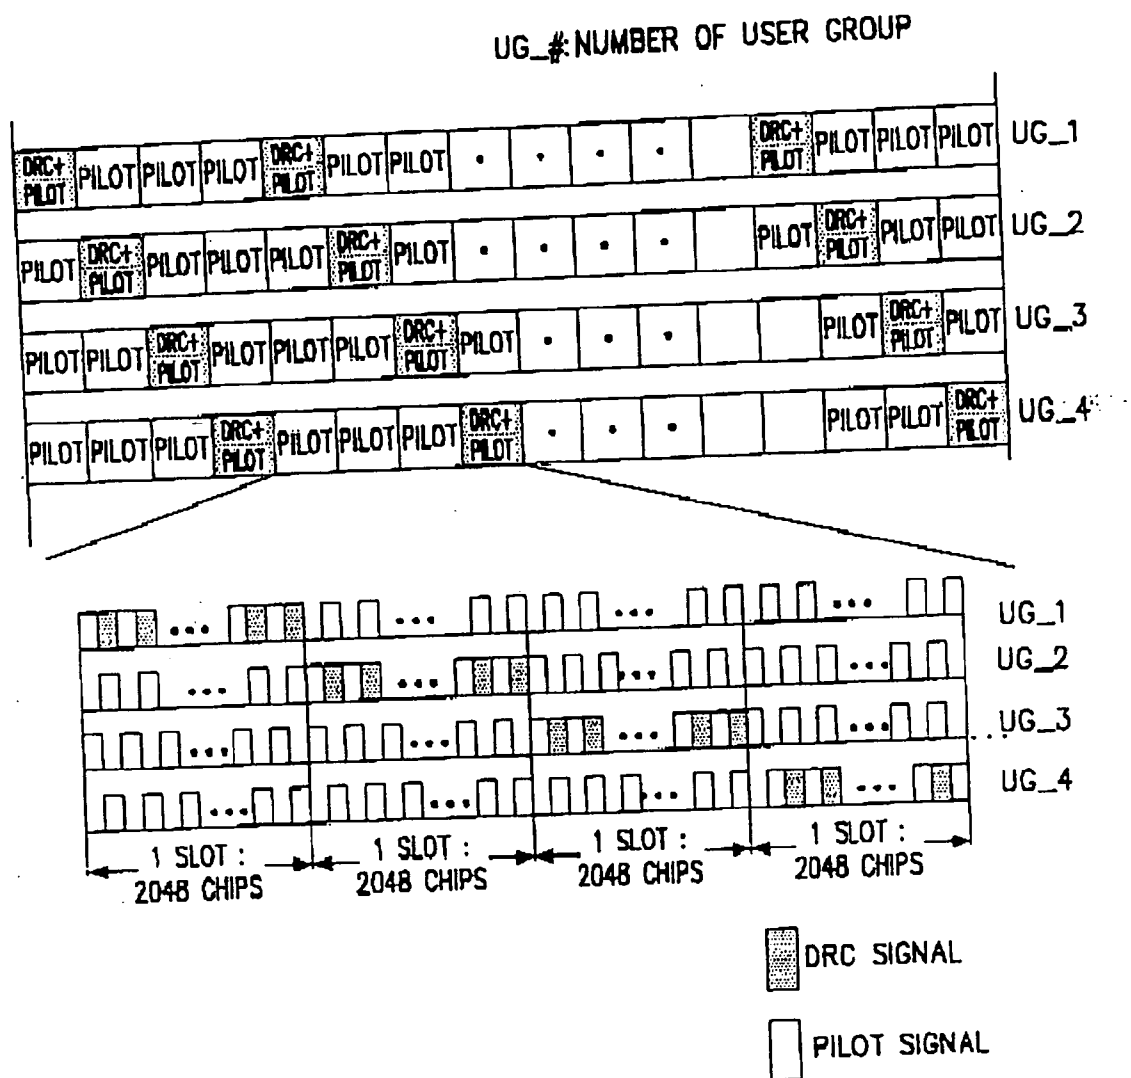 UG_#:NUMBER OF USER GROUP
DRC+ PILOT PILOT PILOT PILOT DRC+ PILOT PILOT PILOT • • • • DRC+ PILOT PILOT PILOT PILOT UG_1
PILOT DRC+ PILOT PILOT PILOT PILOT DRC+ PILOT PILOT • • • • PILOT DRC+ PILOT PILOT PILOT UG_2
PILOT PILOT DRC+ PILOT PILOT PILOT PILOT DRC+ PILOT PILOT • • • PILOT DRC+ PILOT PILOT UG_3
PILOT PILOT PILOT DRC+ PILOT PILOT PILOT PILOT DRC+ PILOT • • • PILOT PILOT DRC+ PILOT UG_4
••• ••• ••• ••• UG_1
••• ••• ••• ••• UG_2
••• ••• ••• ••• UG_3
••• ••• ••• ••• UG_4
1 SLOT : 1 SLOT : 1 SLOT : 1 SLOT :
2048 CHIPS 2048 CHIPS 2048 CHIPS 2048 CHIPS
DRC SIGNAL
PILOT SIGNAL